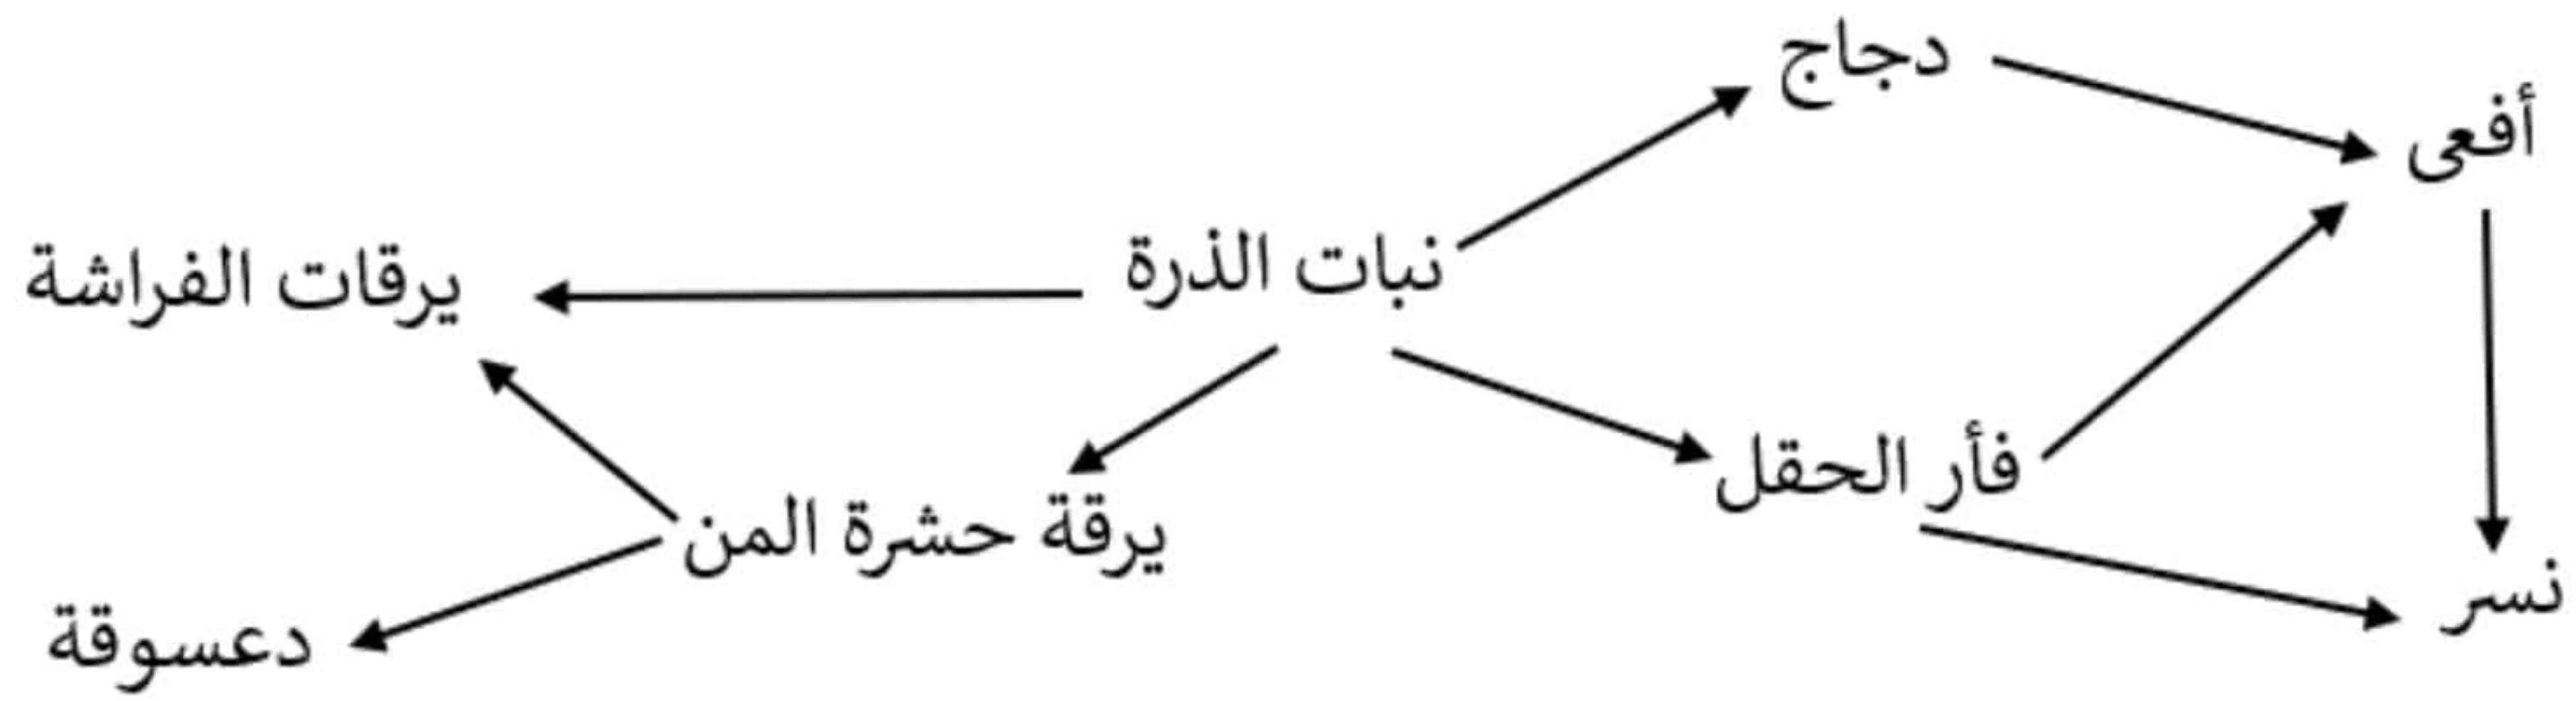 دجاج
أفعى
نبات الذرة
يرقات الفراشة
فأر الحقل
يرقة حشرة المن
نسر
دعسوقة